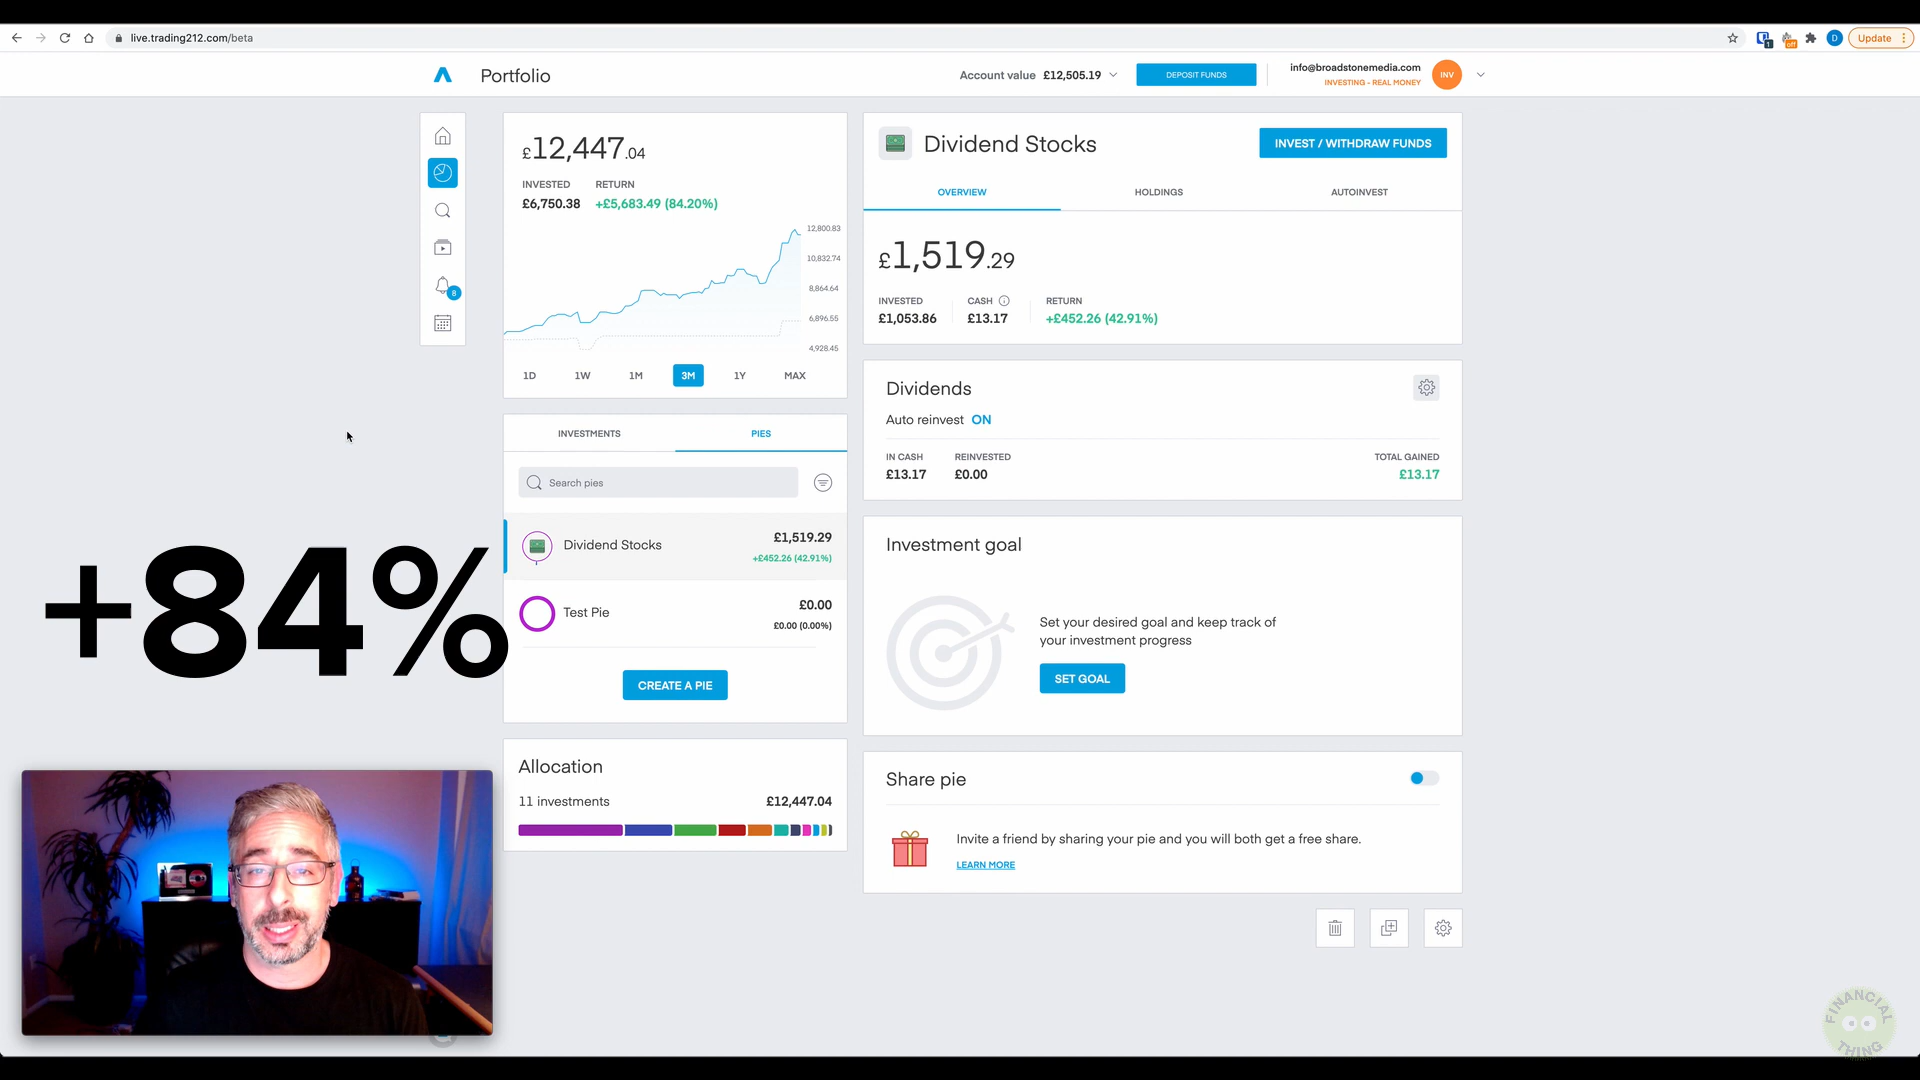 live.trading212.com/beta
1
off
D
Update
Portfolio
Account value £12,505.19
DEPOSIT FUNDS
info@broadstonemedia.com
INVESTING - REAL MONEY
INV
8
£12,447.04
INVESTED RETURN
£6,750.38 +£5,683.49 (84.20%)
12,800.83
10,832.74
8,864.64
6,896.55
4,928.45
1D 1W 1M 3M 1Y MAX
INVESTMENTS PIES
Search pies
Dividend Stocks
£1,519.29
+£452.26 (42.91%)
Test Pie
£0.00
£0.00 (0.00%)
CREATE A PIE
Allocation
11 investments £12,447.04
Dividend Stocks
INVEST / WITHDRAW FUNDS
OVERVIEW HOLDINGS AUTOINVEST
£1,519.29
INVESTED CASH RETURN
£1,053.86 £13.17 +£452.26 (42.91%)
Dividends
Auto reinvest ON
IN CASH REINVESTED TOTAL GAINED
£13.17 £0.00 £13.17
Investment goal
Set your desired goal and keep track of
your investment progress
SET GOAL
Share pie
Invite a friend by sharing your pie and you will both get a free share.
LEARN MORE
+84%
FINANCIAL
THING